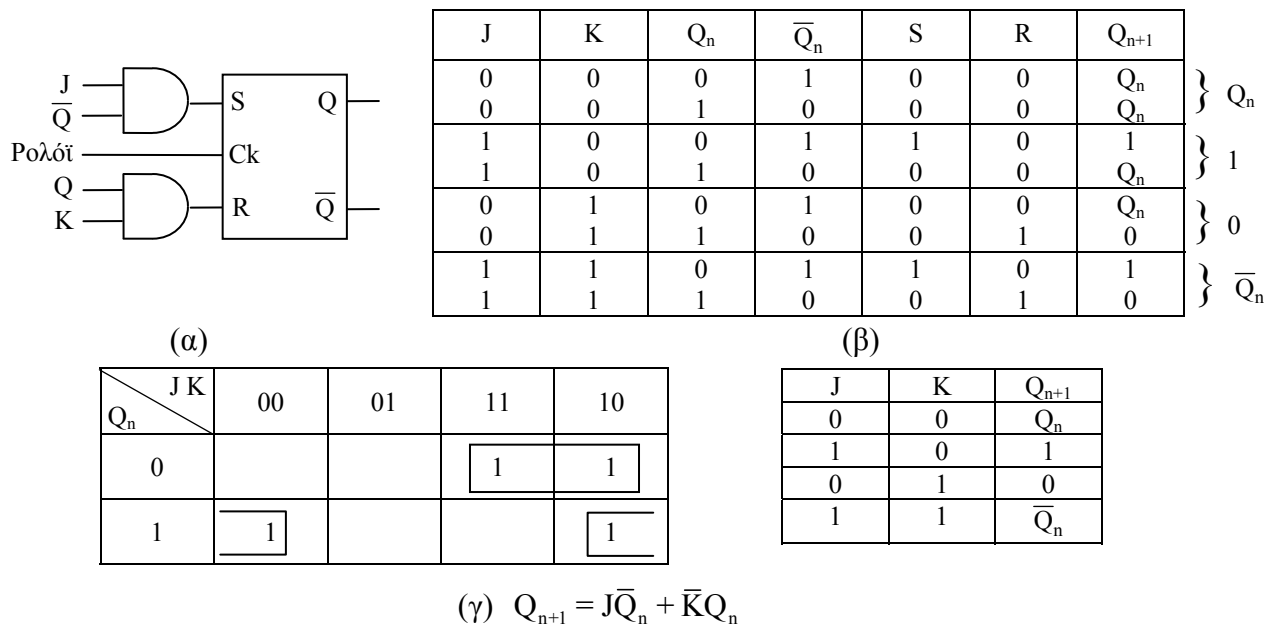 J
Q̅
Ρολόϊ
Q
K
S Q
Ck
R Q̅
J K Qn Q̅n S R Qn+1
0 0 0 1 0 0 Qn
0 0 1 0 0 0 Qn
} Qn
1 0 0 1 1 0 1
1 0 1 0 0 0 Qn
} 1
0 1 0 1 0 0 Qn
0 1 1 0 0 1 0
} 0
1 1 0 1 1 0 1
1 1 1 0 0 1 0
} Q̅n
(α)
(β)
J K
Qn
00 01 11 10
0 1 1
1 1 1
J K Qn+1
0 0 Qn
1 0 1
0 1 0
1 1 Q̅n
(γ) Qn+1 = JQ̅n + K̅Qn